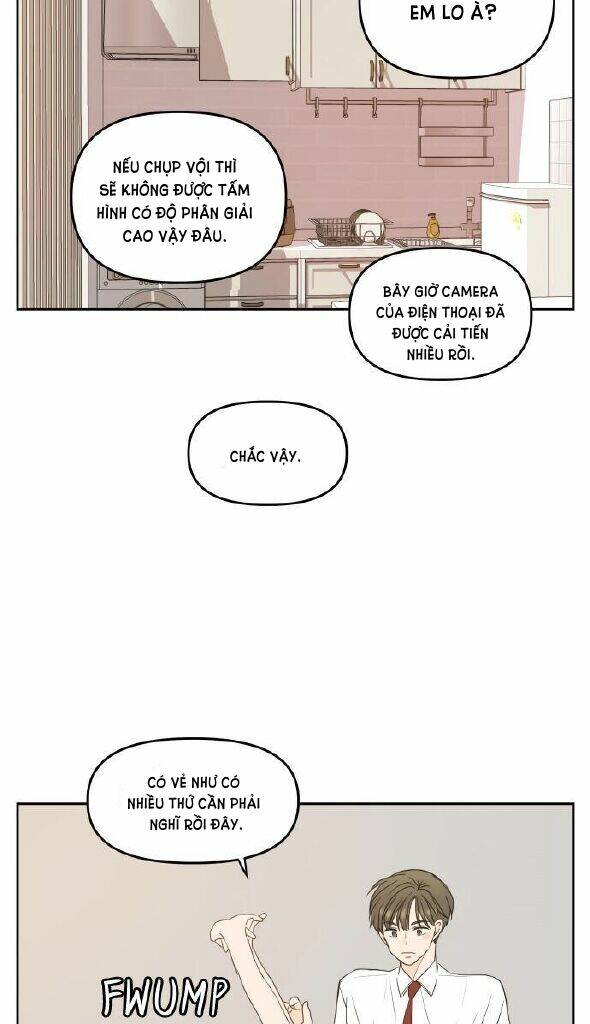 EM LO À?
NẾU CHỤP VỘI THÌ
SẼ KHÔNG ĐƯỢC TẤM
HÌNH CÓ ĐỘ PHÂN GIẢI
CAO VẬY ĐÂU.
BÂY GIỜ CAMERA
CỦA ĐIỆN THOẠI ĐÃ
ĐƯỢC CẢI TIẾN
NHIỀU RỒI.
CHẮC VẬY.
CÓ VẺ NHƯ CÓ
NHIỀU THỨ CẦN PHẢI
NGHĨ RỒI ĐÂY.
FWUMP